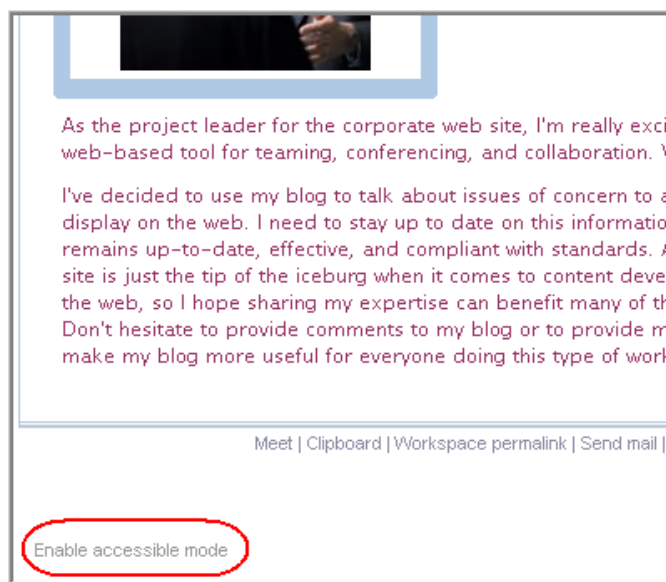 As the project leader for the corporate web site, I'm really
web-based tool for teaming, conferencing, and collaboration.
I've decided to use my blog to talk about issues of concern to
display on the web. I need to stay up to date on this
remains up-to-date, effective, and compliant with standards.
site is just the tip of the iceburg when it comes to content
the web, so I hope sharing my expertise can benefit many of
Don't hesitate to provide comments to my blog or to provide
make my blog more useful for everyone doing this type of
Meet | Clipboard | Workspace permalink | Send mail |
Enable accessible mode